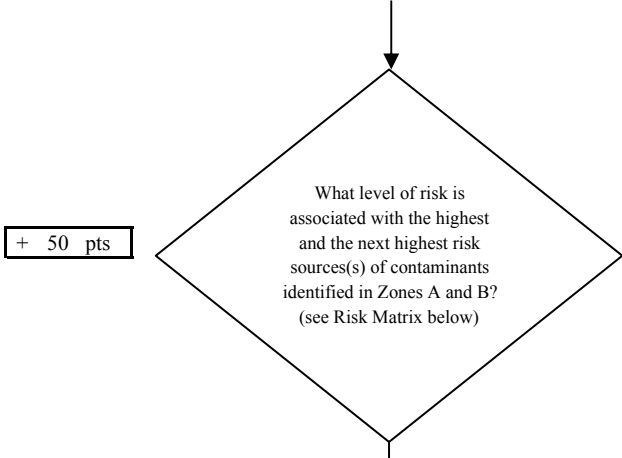 What level of risk is
associated with the highest
and the next highest risk
sources(s) of contaminants
identified in Zones A and B?
(see Risk Matrix below)
+ 50 pts